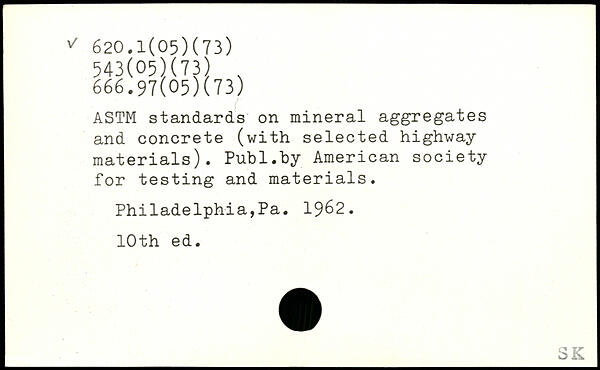 ✓ 620.1(05)(73)
543(05)(73)
666.97(05)(73)
ASTM standards on mineral aggregates
and concrete (with selected highway
materials). Publ.by American society
for testing and materials.
Philadelphia,Pa. 1962.
10th ed.
SK